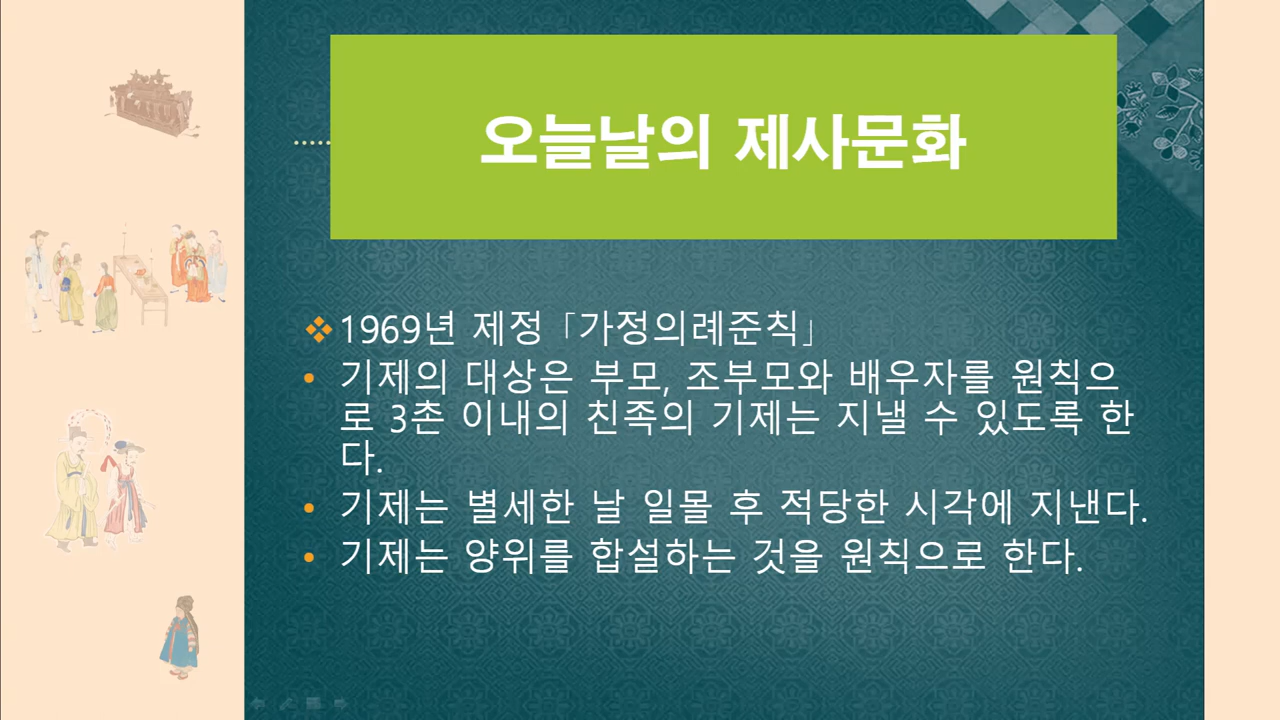 오늘날의 제사문화
❖1969년 제정 「가정의례준칙」
• 기제의 대상은 부모, 조부모와 배우자를 원칙으
로 3촌 이내의 친족의 기제는 지낼 수 있도록 한
다.
• 기제는 별세한 날 일몰 후 적당한 시각에 지낸다.
• 기제는 양위를 합설하는 것을 원칙으로 한다.